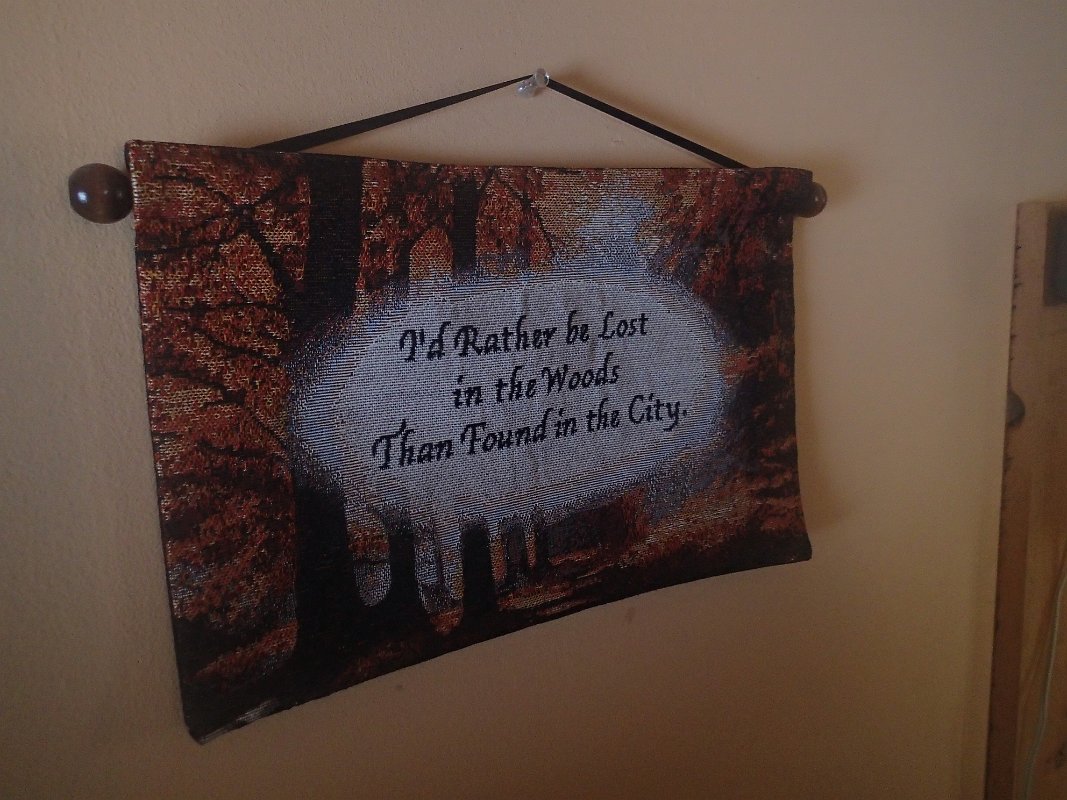 I'd Rather be Lost
in the Woods
Than Found in the City.